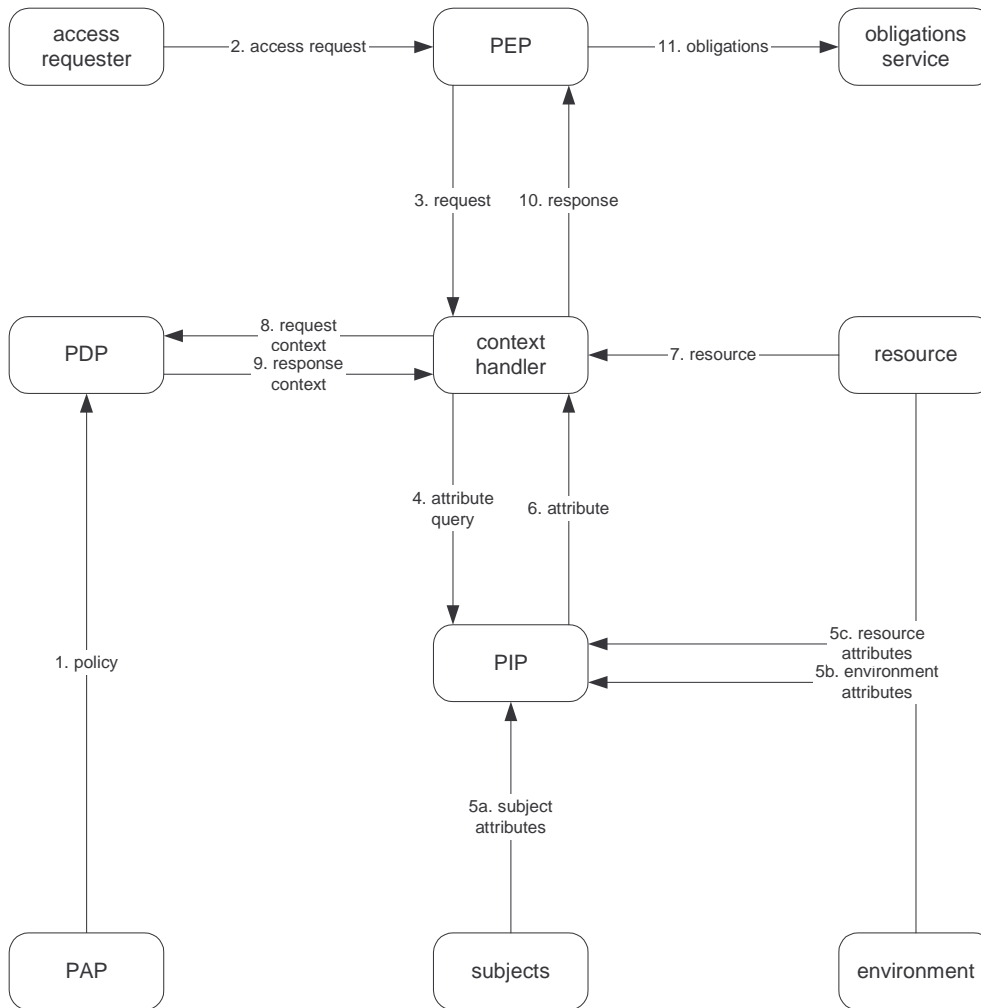 access
requester
2. access request
PEP
11. obligations
obligations
service
3. request
10. response
PDP
8. request
context
9. response
context
context
handler
7. resource
resource
4. attribute
query
6. attribute
1. policy
PIP
5c. resource
attributes
5b. environment
attributes
5a. subject
attributes
PAP
subjects
environment